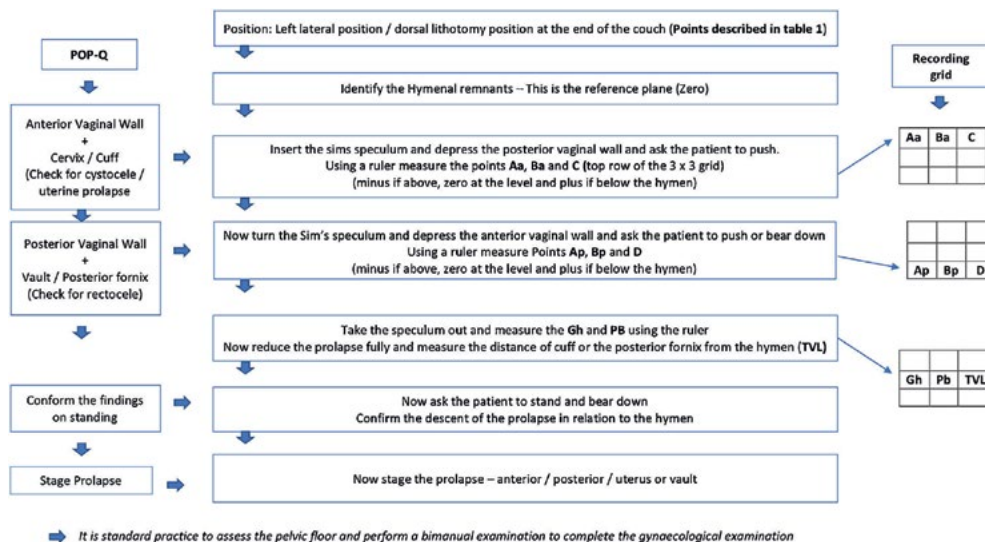 Position: Left lateral position / dorsal lithotomy position at the end of the couch (Points described in table 1)
POP-Q
Recording
grid
Identify the Hymenal remnants – This is the reference plane (Zero)
Anterior Vaginal Wall
+
Cervix / Cuff
(Check for cystocele /
uterine prolapse
Insert the sims speculum and depress the posterior vaginal wall and ask the patient to push.
Using a ruler measure the points Aa, Ba and C (top row of the 3 x 3 grid)
(minus if above, zero at the level and plus if below the hymen)
Aa Ba C
Posterior Vaginal Wall
+
Vault / Posterior fornix
(Check for rectocele)
Now turn the Sim's speculum and depress the anterior vaginal wall and ask the patient to push or bear down
Using a ruler measure Points Ap, Bp and D
(minus if above, zero at the level and plus if below the hymen)
Ap Bp D
Take the speculum out and measure the Gh and PB using the ruler
Now reduce the prolapse fully and measure the distance of cuff or the posterior fornix from the hymen (TVL)
Gh Pb TVL
Conform the findings
on standing
Now ask the patient to stand and bear down
Confirm the descent of the prolapse in relation to the hymen
Stage Prolapse
Now stage the prolapse – anterior / posterior / uterus or vault
It is standard practice to assess the pelvic floor and perform a bimanual examination to complete the gynaecological examination